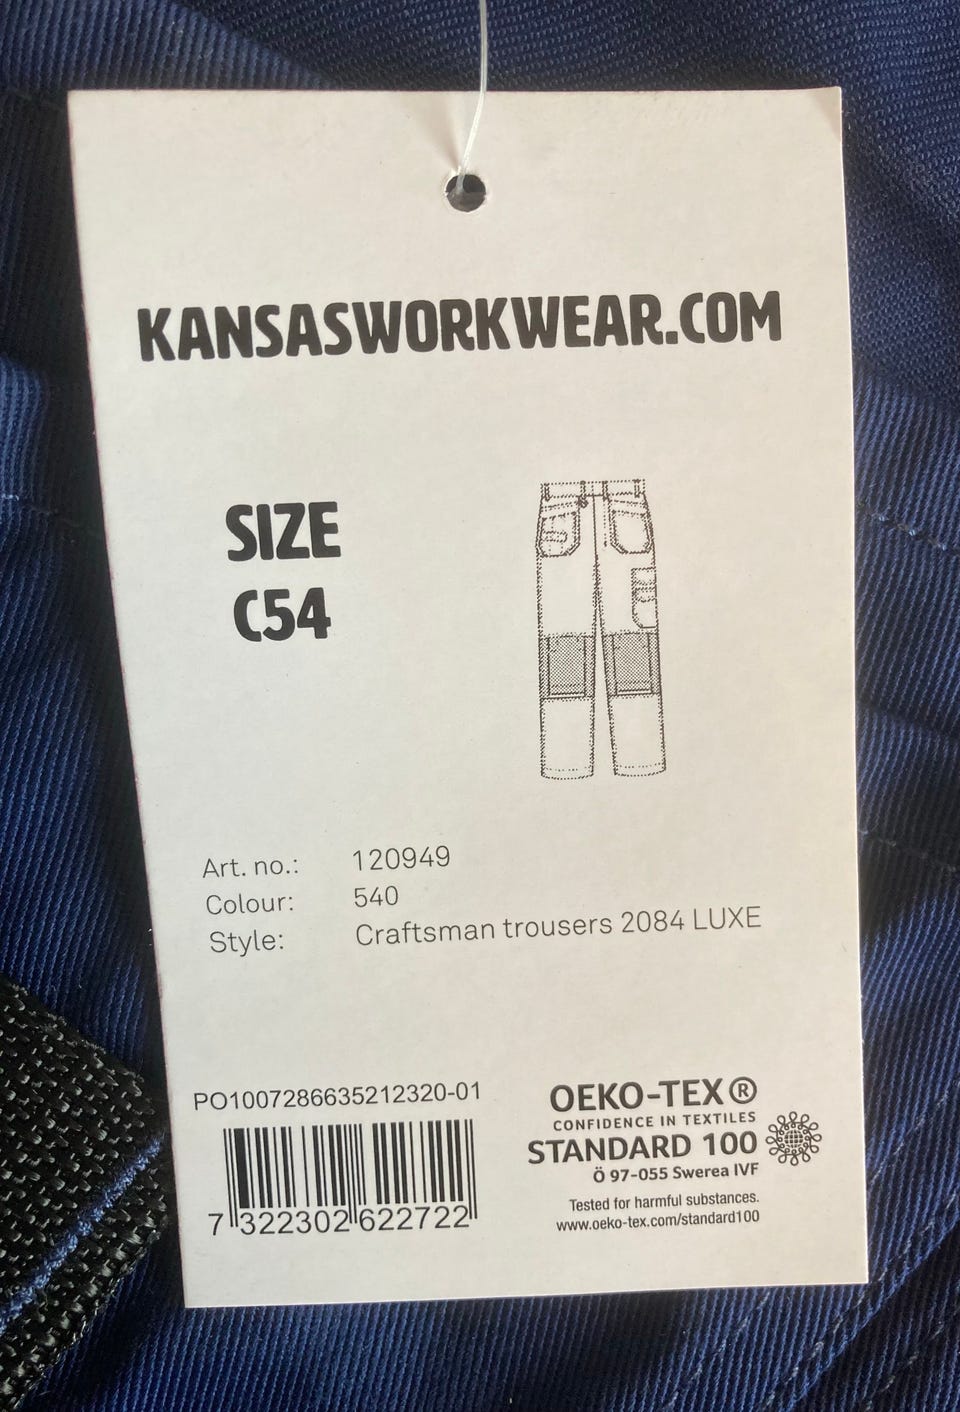 KANSASWORKWEAR.COM
SIZE
C54
Art. no.: 120949
Colour: 540
Style: Craftsman trousers 2084 LUXE
PO1007286635212320-01
7 322302 622722
OEKO-TEX®
CONFIDENCE IN TEXTILES
STANDARD 100
Ö 97-055 Swerea IVF
Tested for harmful substances.
www.oeko-tex.com/standard100